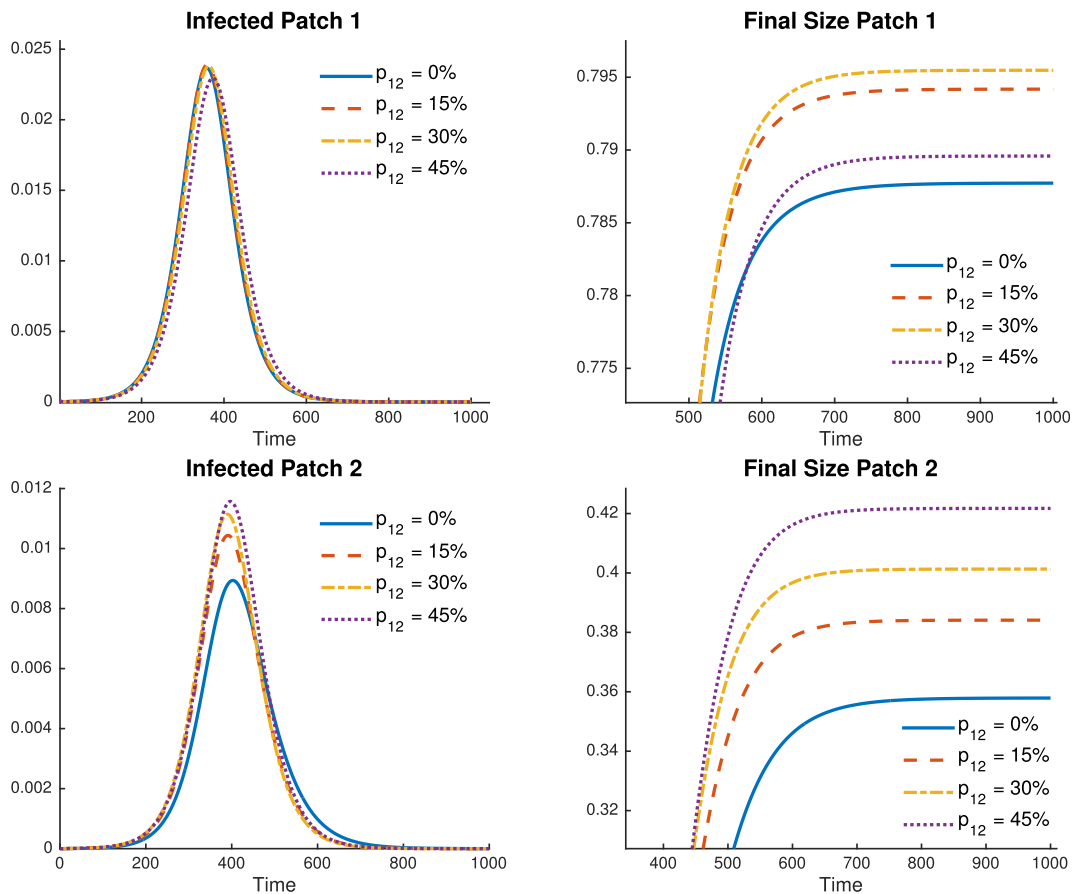 Infected Patch 1
0.025
0.02
0.015
0.01
0.005
0
200
400
600
800
1000
Time
p12 = 0%
p12 = 15%
p12 = 30%
p12 = 45%
Final Size Patch 1
0.795
0.79
0.785
0.78
0.775
500
600
700
800
900
1000
Time
p12 = 0%
p12 = 15%
p12 = 30%
p12 = 45%
Infected Patch 2
0.012
0.01
0.008
0.006
0.004
0.002
0
0
200
400
600
800
1000
Time
p12 = 0%
p12 = 15%
p12 = 30%
p12 = 45%
Final Size Patch 2
0.42
0.4
0.38
0.36
0.34
0.32
400
500
600
700
800
900
1000
Time
p12 = 0%
p12 = 15%
p12 = 30%
p12 = 45%